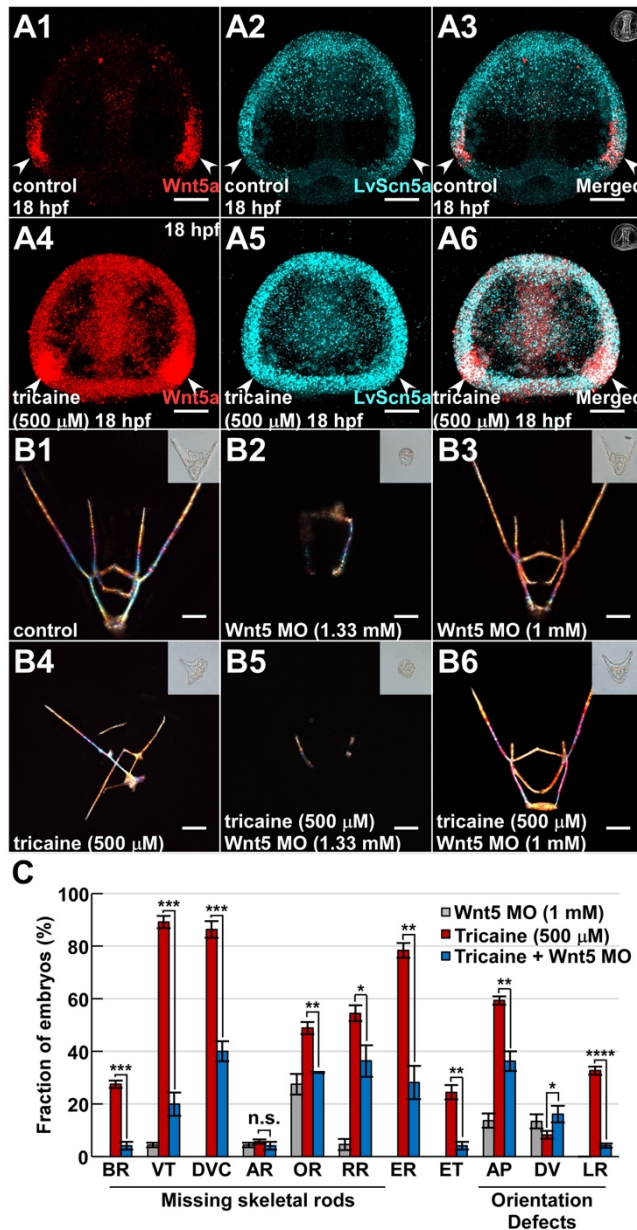 A1
control
18 hpf
Wnt5a
A2
control
18 hpf
LvScn5a
A3
control
18 hpf
Merged
A4
18 hpf
tricaine
(500 μM) 18 hpf
Wnt5a
A5
tricaine
(500 μM) 18 hpf
LvScn5a
A6
tricaine
(500 μM) 18 hpf
Merged
B1
control
B2
Wnt5 MO (1.33 mM)
B3
Wnt5 MO (1 mM)
B4
tricaine (500 μM)
B5
tricaine (500 μM)
Wnt5 MO (1.33 mM)
B6
tricaine (500 μM)
Wnt5 MO (1 mM)
C
Fraction of embryos (%)
100
80
60
40
20
0
Wnt5 MO (1 mM)
Tricaine (500 μM)
Tricaine + Wnt5 MO
***
***
***
n.s.
**
*
**
**
**
*
****
BR VT DVC AR OR RR ER ET AP DV LR
Missing skeletal rods
Orientation
Defects